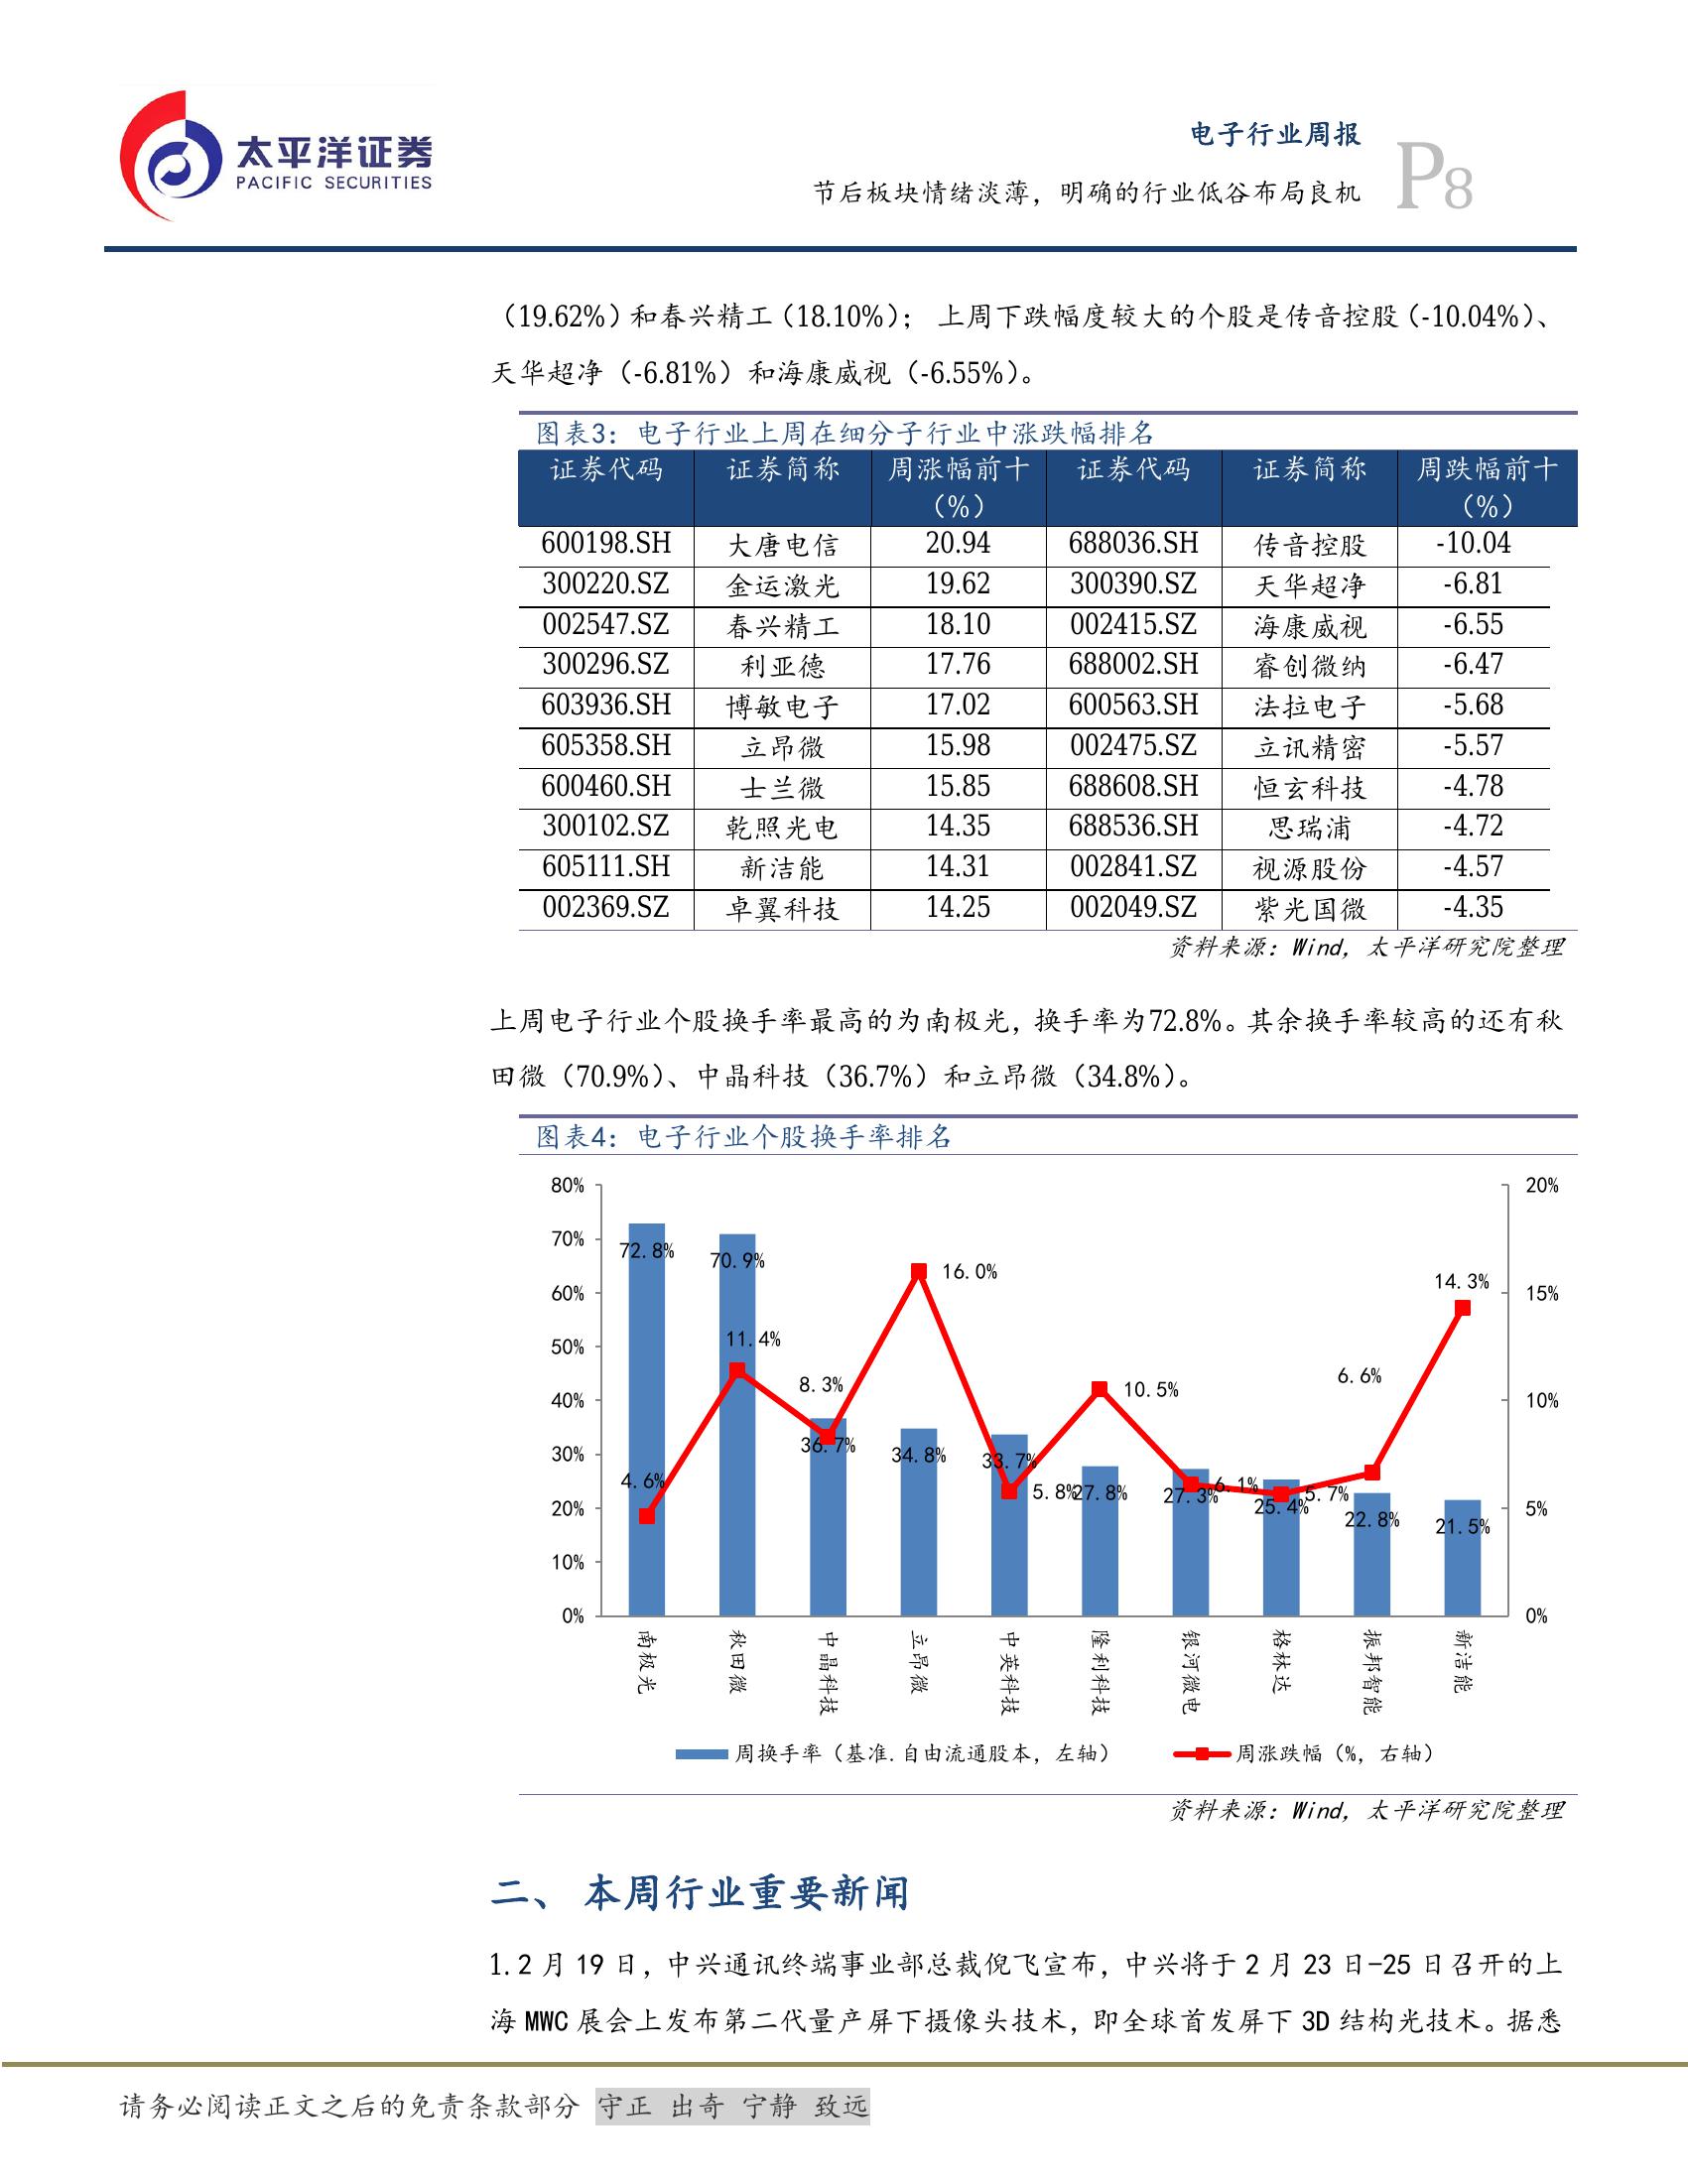 太平洋证券
PACIFIC SECURITIES
电子行业周报
节后板块情绪淡薄，明确的行业低谷布局良机
P8
（19.62%）和春兴精工（18.10%）； 上周下跌幅度较大的个股是传音控股（-10.04%）、
天华超净（-6.81%）和海康威视（-6.55%）。
图表3：电子行业上周在细分子行业中涨跌幅排名
证券代码 证券简称 周涨幅前十（%） 证券代码 证券简称 周跌幅前十（%）
600198.SH 大唐电信 20.94 688036.SH 传音控股 -10.04
300220.SZ 金运激光 19.62 300390.SZ 天华超净 -6.81
002547.SZ 春兴精工 18.10 002415.SZ 海康威视 -6.55
300296.SZ 利亚德 17.76 688002.SH 睿创微纳 -6.47
603936.SH 博敏电子 17.02 600563.SH 法拉电子 -5.68
605358.SH 立昂微 15.98 002475.SZ 立讯精密 -5.57
600460.SH 士兰微 15.85 688608.SH 恒玄科技 -4.78
300102.SZ 乾照光电 14.35 688536.SH 思瑞浦 -4.72
605111.SH 新洁能 14.31 002841.SZ 视源股份 -4.57
002369.SZ 卓翼科技 14.25 002049.SZ 紫光国微 -4.35
资料来源：Wind，太平洋研究院整理
上周电子行业个股换手率最高的为南极光，换手率为72.8%。其余换手率较高的还有秋
田微（70.9%）、中晶科技（36.7%）和立昂微（34.8%）。
图表4：电子行业个股换手率排名
80%
70%
60%
50%
40%
30%
20%
10%
0%
20%
15%
10%
5%
0%
72.8%
70.9%
36.7%
34.8%
33.7%
27.8%
27.3%
25.4%
22.8%
21.5%
4.6%
11.4%
8.3%
16.0%
5.8%
10.5%
6.1%
5.7%
6.6%
14.3%
南极光
秋田微
中晶科技
立昂微
中英科技
隆利科技
银河微电
格林达
振邦智能
新洁能
周换手率（基准.自由流通股本，左轴）
周涨跌幅（%，右轴）
资料来源：Wind，太平洋研究院整理
二、 本周行业重要新闻
1.2 月 19 日，中兴通讯终端事业部总裁倪飞宣布，中兴将于 2 月 23 日-25 日召开的上
海 MWC 展会上发布第二代量产屏下摄像头技术，即全球首发屏下 3D 结构光技术。据悉
请务必阅读正文之后的免责条款部分 守正 出奇 宁静 致远